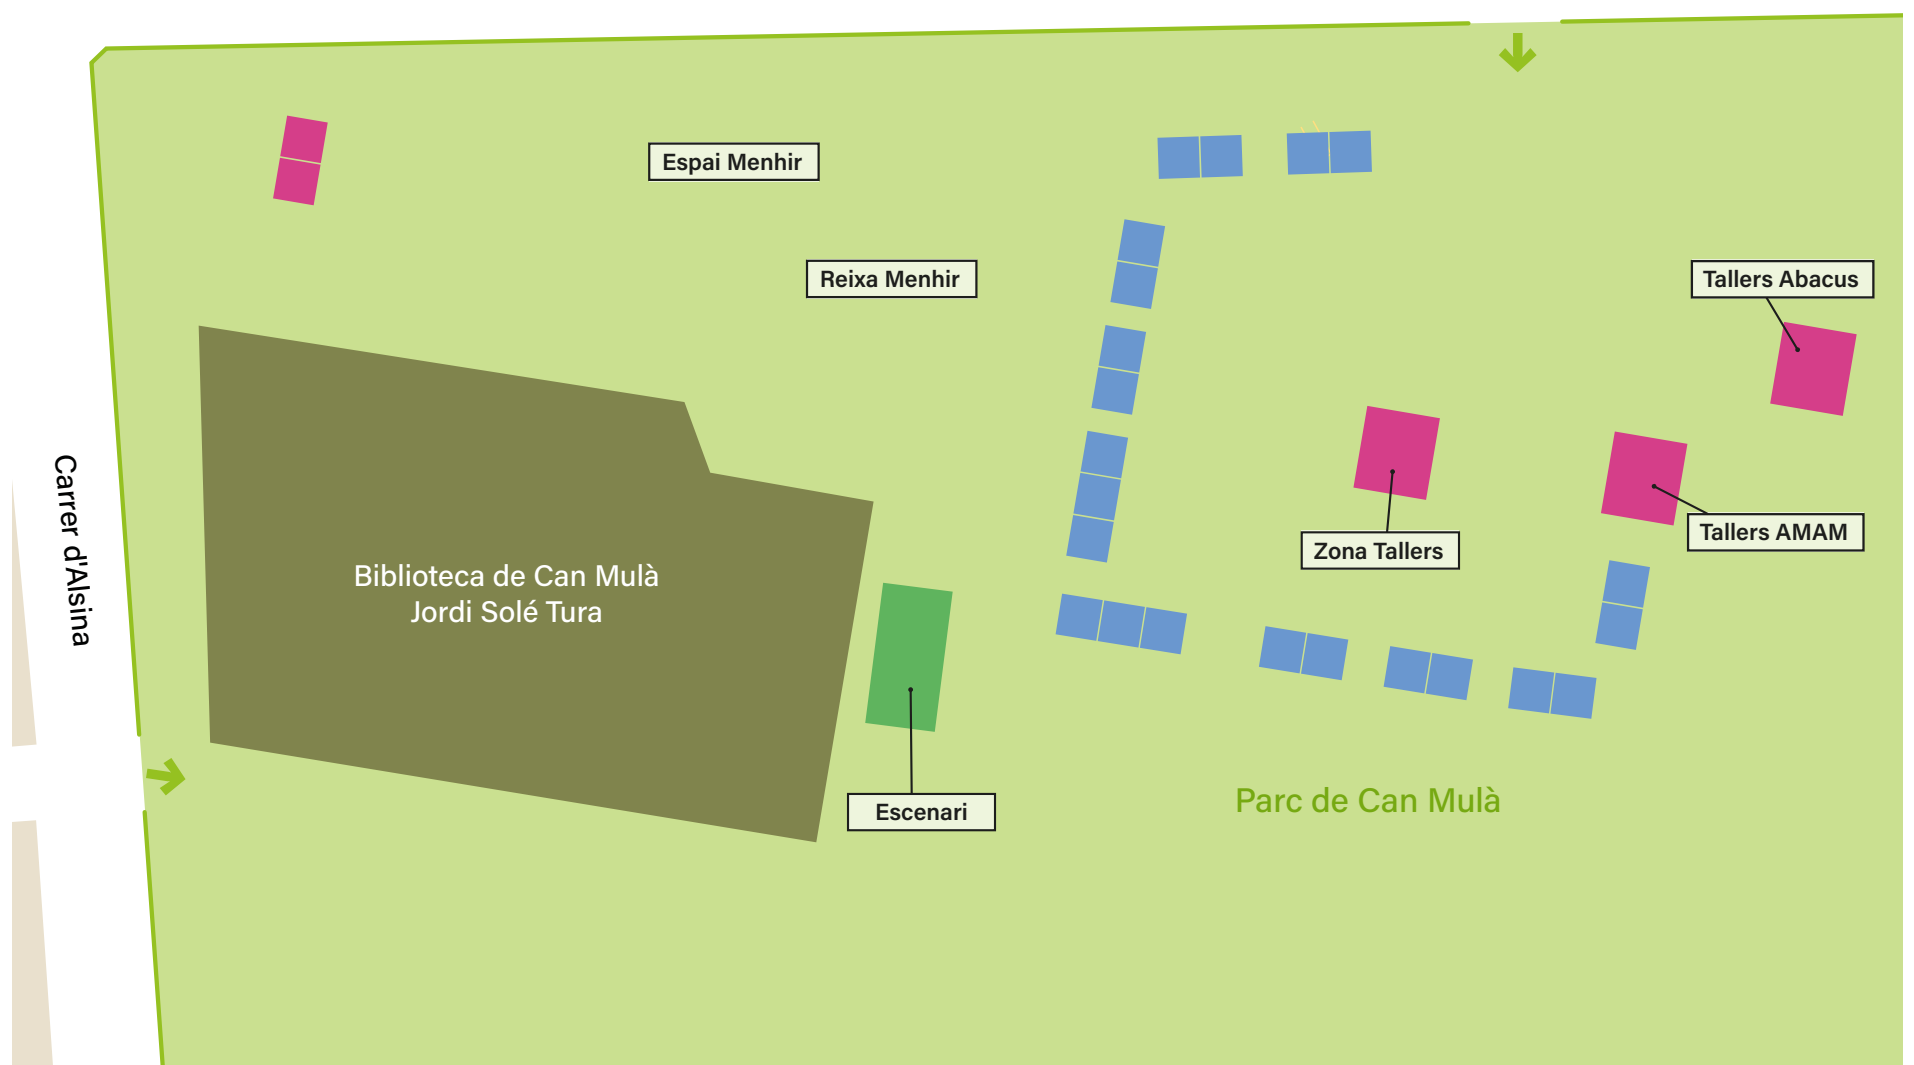 Espai Menhir
Reixa Menhir
Tallers Abacus
Carrer d'Alsina
Biblioteca de Can Mulà
Jordi Solé Tura
Zona Tallers
Tallers AMAM
Escenari
Parc de Can Mulà